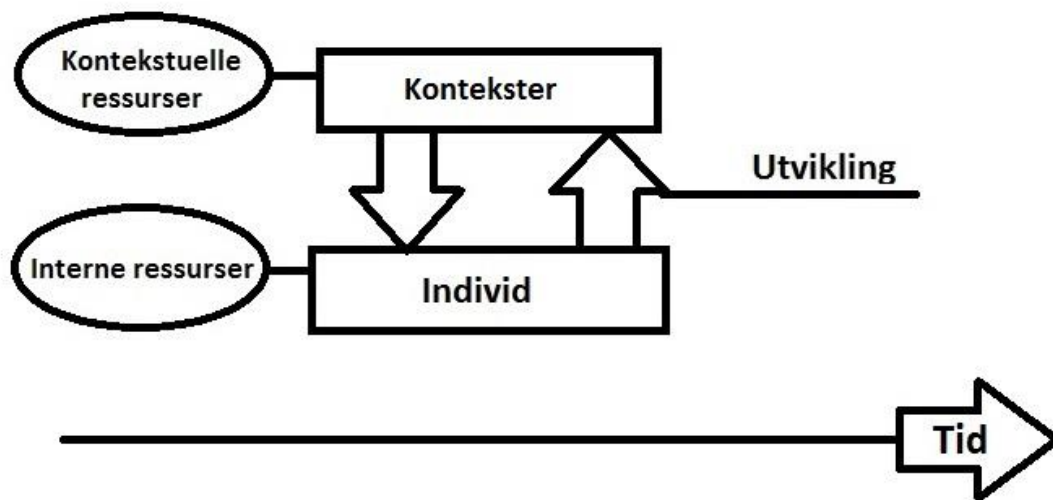 Kontekstuelle
ressurser
Kontekster
Utvikling
Interne ressurser
Individ
Tid